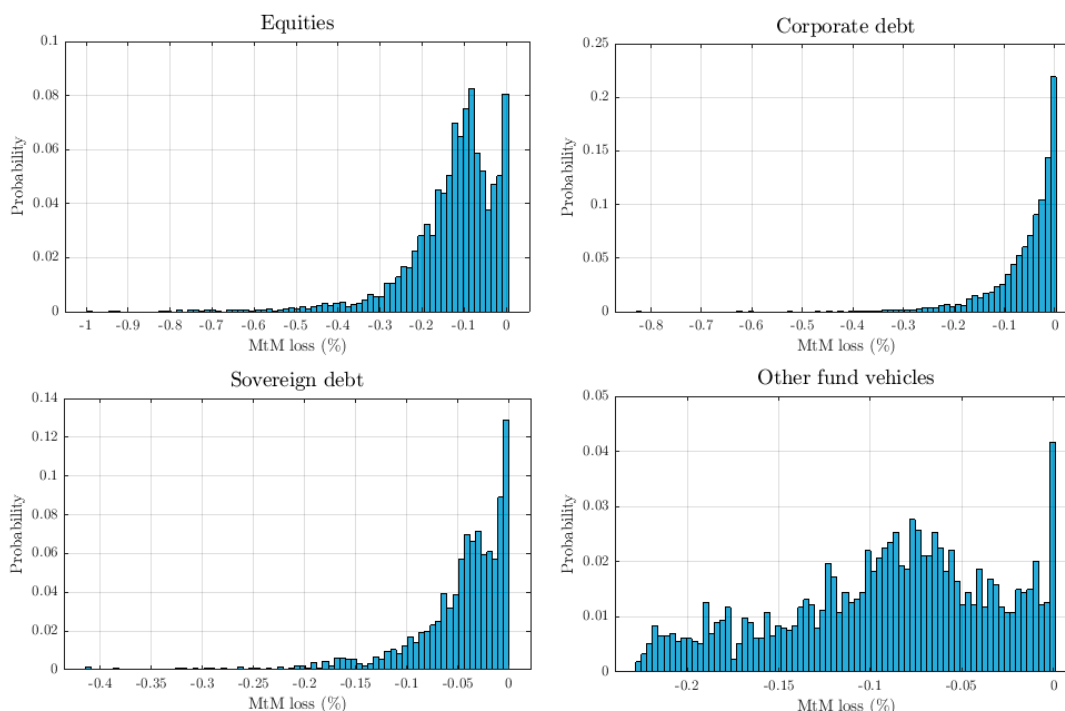 Equities
0.1
0.08
0.06
0.04
0.02
0
Probability
-1 -0.9 -0.8 -0.7 -0.6 -0.5 -0.4 -0.3 -0.2 -0.1 0
MtM loss (%)
Corporate debt
0.25
0.2
0.15
0.1
0.05
0
Probability
-0.8 -0.7 -0.6 -0.5 -0.4 -0.3 -0.2 -0.1 0
MtM loss (%)
Sovereign debt
0.14
0.12
0.1
0.08
0.06
0.04
0.02
0
Probability
-0.4 -0.35 -0.3 -0.25 -0.2 -0.15 -0.1 -0.05 0
MtM loss (%)
Other fund vehicles
0.05
0.04
0.03
0.02
0.01
0
Probability
-0.2 -0.15 -0.1 -0.05 0
MtM loss (%)